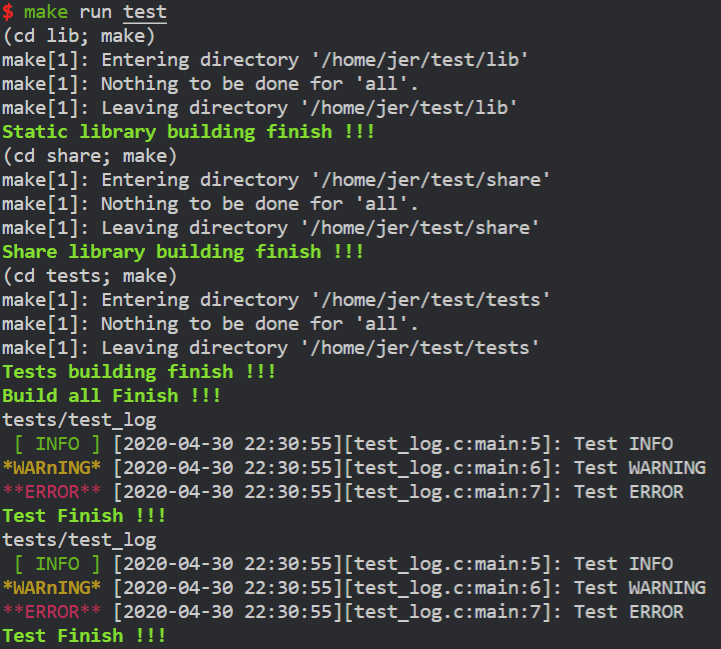 $ make run test
(cd lib; make)
make[1]: Entering directory '/home/jer/test/lib'
make[1]: Nothing to be done for 'all'.
make[1]: Leaving directory '/home/jer/test/lib'
Static library building finish !!!
(cd share; make)
make[1]: Entering directory '/home/jer/test/share'
make[1]: Nothing to be done for 'all'.
make[1]: Leaving directory '/home/jer/test/share'
Share library building finish !!!
(cd tests; make)
make[1]: Entering directory '/home/jer/test/tests'
make[1]: Nothing to be done for 'all'.
make[1]: Leaving directory '/home/jer/test/tests'
Tests building finish !!!
Build all Finish !!!
tests/test_log
 [ INFO ] [2020-04-30 22:30:55][test_log.c:main:5]: Test INFO
*WARnING* [2020-04-30 22:30:55][test_log.c:main:6]: Test WARNING
**ERROR** [2020-04-30 22:30:55][test_log.c:main:7]: Test ERROR
Test Finish !!!
tests/test_log
 [ INFO ] [2020-04-30 22:30:55][test_log.c:main:5]: Test INFO
*WARnING* [2020-04-30 22:30:55][test_log.c:main:6]: Test WARNING
**ERROR** [2020-04-30 22:30:55][test_log.c:main:7]: Test ERROR
Test Finish !!!